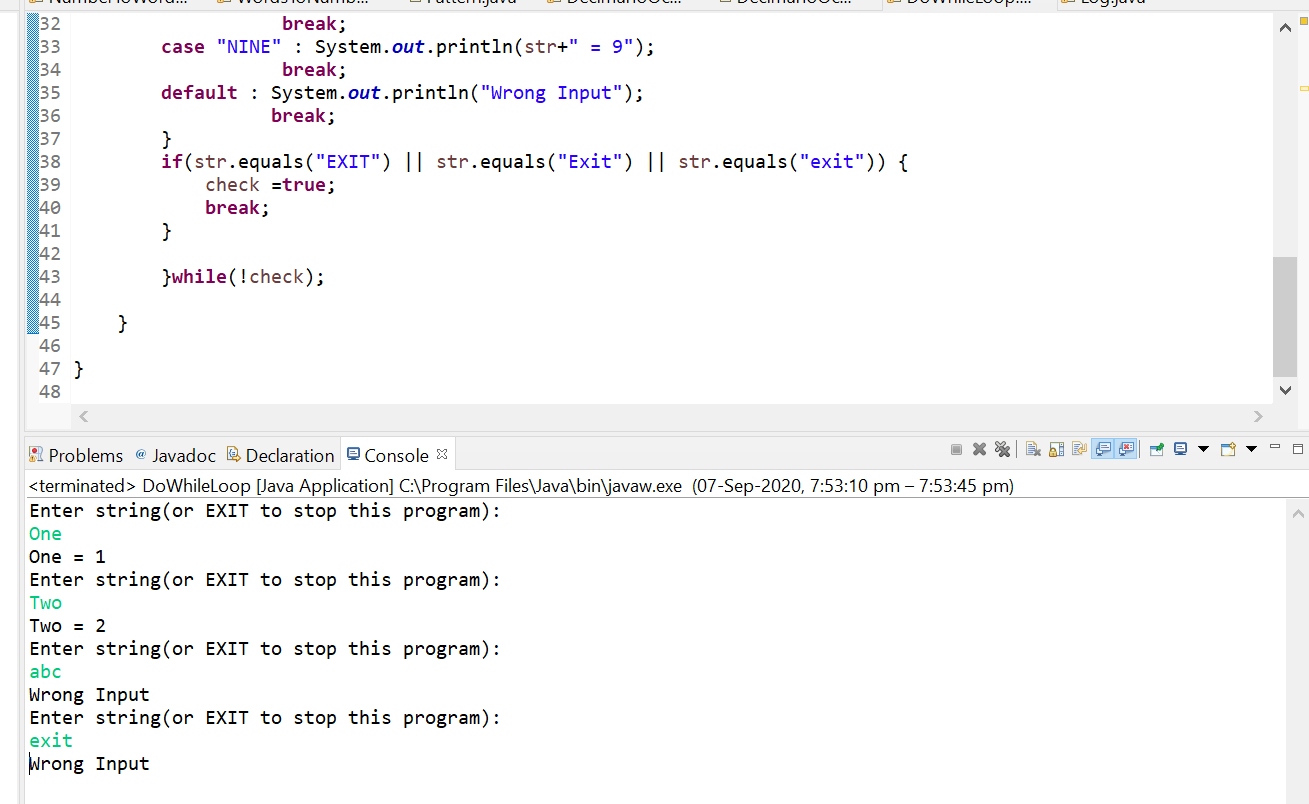 32 break;
33 case "NINE" : System.out.println(str+" = 9");
34 break;
35 default : System.out.println("Wrong Input");
36 break;
37 }
38 if(str.equals("EXIT") || str.equals("Exit") || str.equals("exit")) {
39 check =true;
40 break;
41 }
42
43 }while(!check);
44
45 }
46
47 }
48
Problems @ Javadoc Declaration Console
<terminated> DoWhileLoop [Java Application] C:\Program Files\Java\bin\javaw.exe (07-Sep-2020, 7:53:10 pm – 7:53:45 pm)
Enter string(or EXIT to stop this program):
One
One = 1
Enter string(or EXIT to stop this program):
Two
Two = 2
Enter string(or EXIT to stop this program):
abc
Wrong Input
Enter string(or EXIT to stop this program):
exit
Wrong Input